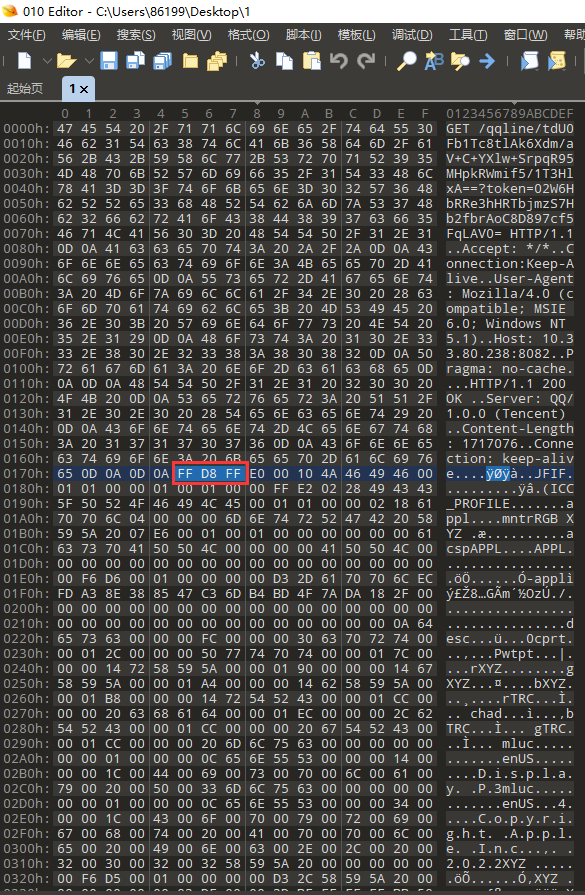 010 Editor - C:\Users\86199\Desktop\1
文件(F) 编辑(E) 搜索(S) 视图(V) 格式(O) 脚本(I) 模板(L) 调试(D) 工具(T) 窗口(W) 帮助
起始页 1 ×
0 1 2 3 4 5 6 7 8 9 A B C D E F 0123456789ABCDEF
0000h: 47 45 54 20 2F 71 71 6C 69 6E 65 2F 74 64 55 30 GET /qqline/tdU0
0010h: 46 62 31 54 63 38 74 6C 41 6B 36 58 64 6D 2F 61 Fb1Tc8tlAk6Xdm/a
0020h: 56 2B 43 2B 59 58 6C 77 2B 53 72 70 71 52 39 35 V+C+YXlw+SrpqR95
0030h: 4D 48 70 6B 52 57 6D 69 66 35 2F 31 54 33 48 6C MHpkRWmif5/1T3Hl
0040h: 78 41 3D 3D 3F 74 6F 6B 65 6E 3D 30 32 57 36 48 xA==?token=02W6H
0050h: 62 52 52 65 33 68 48 52 54 62 6A 6D 7A 53 37 48 bRRe3hHRTbjmzS7H
0060h: 62 32 66 62 72 41 6F 43 38 44 38 39 37 63 66 35 b2fbrAoC8D897cf5
0070h: 46 71 4C 41 56 30 3D 20 48 54 54 50 2F 31 2E 31 FqLAV0= HTTP/1.1
0080h: 0D 0A 41 63 63 65 70 74 3A 20 2A 2F 2A 0D 0A 43 ..Accept: */*..C
0090h: 6F 6E 6E 65 63 74 69 6F 6E 3A 4B 65 65 70 2D 41 onnection:Keep-A
00A0h: 6C 69 76 65 0D 0A 55 73 65 72 2D 41 67 65 6E 74 live..User-Agent
00B0h: 3A 20 4D 6F 7A 69 6C 6C 61 2F 34 2E 30 20 28 63 : Mozilla/4.0 (c
00C0h: 6F 6D 70 61 74 69 62 6C 65 3B 20 4D 53 49 45 20 ompatible; MSIE
00D0h: 36 2E 30 3B 20 57 69 6E 64 6F 77 73 20 4E 54 20 6.0; Windows NT
00E0h: 35 2E 31 29 0D 0A 48 6F 73 74 3A 20 31 30 2E 33 5.1)..Host: 10.3
00F0h: 33 2E 38 30 2E 32 33 38 3A 38 30 38 32 0D 0A 50 3.80.238:8082..P
0100h: 72 61 67 6D 61 3A 20 6E 6F 2D 63 61 63 68 65 0D ragma: no-cache.
0110h: 0A 0D 0A 48 54 54 50 2F 31 2E 31 20 32 30 30 20 ...HTTP/1.1 200
0120h: 4F 4B 20 0D 0A 53 65 72 76 65 72 3A 20 51 51 2F OK ..Server: QQ/
0130h: 31 2E 30 2E 30 20 28 54 65 6E 63 65 6E 74 29 20 1.0.0 (Tencent)
0140h: 0D 0A 43 6F 6E 74 65 6E 74 2D 4C 65 6E 67 74 68 ..Content-Length
0150h: 3A 20 31 37 31 37 30 37 36 0D 0A 43 6F 6E 6E 65 : 1717076..Conne
0160h: 63 74 69 6F 6E 3A 20 6B 65 65 70 2D 61 6C 69 76 ction: keep-aliv
0170h: 65 0D 0A 0D 0A FF D8 FF E0 00 10 4A 46 49 46 00 e....ÿØÿà..JFIF.
0180h: 01 01 00 00 01 00 01 00 00 FF E2 02 28 49 43 43 .........ÿâ.(ICC
0190h: 5F 50 52 4F 46 49 4C 45 00 01 01 00 00 02 18 61 _PROFILE.......a
01A0h: 70 70 6C 04 00 00 00 6D 6E 74 72 52 47 42 20 58 ppl....mntrRGB X
01B0h: 59 5A 20 07 E6 00 01 00 01 00 00 00 00 00 00 61 YZ .æ..........a
01C0h: 63 73 70 41 50 50 4C 00 00 00 00 41 50 50 4C 00 cspAPPL....APPL.
01D0h: 00 00 00 00 00 00 00 00 00 00 00 00 00 00 00 00 ................
01E0h: 00 F6 D6 00 01 00 00 00 00 D3 2D 61 70 70 6C EC .öÖ......Ó-applì
01F0h: FD A3 8E 38 85 47 C3 6D B4 BD 4F 7A DA 18 2F 00 ý£Ž8…GÃm´½OzÚ./.
0200h: 00 00 00 00 00 00 00 00 00 00 00 00 00 00 00 00 ................
0210h: 00 00 00 00 00 00 00 00 00 00 00 00 00 00 0A 64 ...............d
0220h: 65 73 63 00 00 00 FC 00 00 00 30 63 70 72 74 00 esc...ü...0cprt.
0230h: 00 01 2C 00 00 00 50 77 74 70 74 00 00 01 7C 00 ..,...Pwtpt...|.
0240h: 00 00 14 72 58 59 5A 00 00 01 90 00 00 00 14 67 ...rXYZ........g
0250h: 58 59 5A 00 00 01 A4 00 00 00 14 62 58 59 5A 00 XYZ...¤....bXYZ.
0260h: 00 01 B8 00 00 00 14 72 54 52 43 00 00 01 CC 00 ..¸....rTRC...Ì.
0270h: 00 00 20 63 68 61 64 00 00 01 EC 00 00 00 2C 62 .. chad...ì...,b
0280h: 54 52 43 00 00 01 CC 00 00 00 20 67 54 52 43 00 TRC...Ì... gTRC.
0290h: 00 01 CC 00 00 00 20 6D 6C 75 63 00 00 00 00 00 ..Ì... mluc.....
02A0h: 00 00 01 00 00 00 0C 65 6E 55 53 00 00 00 14 00 .......enUS.....
02B0h: 00 00 1C 00 44 00 69 00 73 00 70 00 6C 00 61 00 ....D.i.s.p.l.a.
02C0h: 79 00 20 00 50 00 33 6D 6C 75 63 00 00 00 00 00 y. .P.3mluc.....
02D0h: 00 00 01 00 00 00 0C 65 6E 55 53 00 00 00 34 00 .......enUS...4.
02E0h: 00 00 1C 00 43 00 6F 00 70 00 79 00 72 00 69 00 ....C.o.p.y.r.i.
02F0h: 67 00 68 00 74 00 20 00 41 00 70 00 70 00 6C 00 g.h.t. .A.p.p.l.
0300h: 65 00 20 00 49 00 6E 00 63 00 2E 00 2C 00 20 00 e. .I.n.c...,. .
0310h: 32 00 30 00 32 00 32 58 59 5A 20 00 00 00 00 00 2.0.2.2XYZ .....
0320h: 00 F6 D5 00 01 00 00 00 00 D3 2C 58 59 5A 20 00 .öÕ......Ó,XYZ .